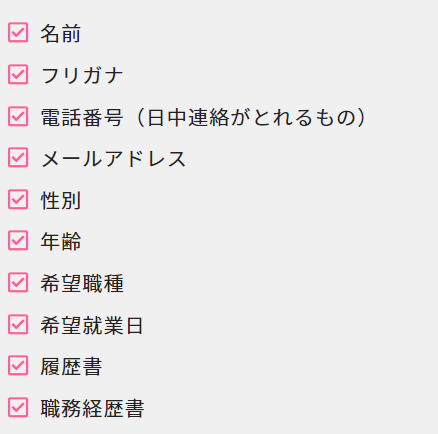 名前
フリガナ
電話番号（日中連絡がとれるもの）
メールアドレス
性別
年齢
希望職種
希望就業日
履歴書
職務経歴書